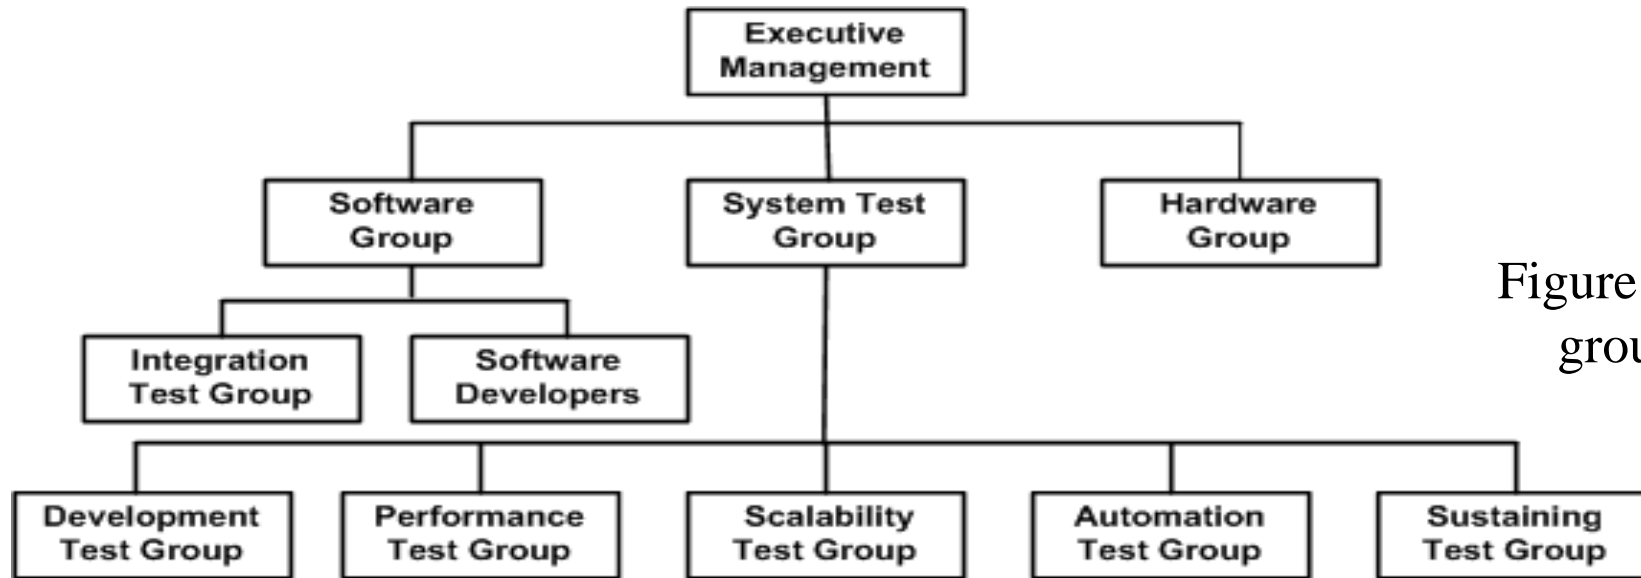 Executive
Management
Software
Group
System Test
Group
Hardware
Group
Figure
Integration
Test Group
Software
Developers
Development
Test Group
Performance
Test Group
Scalability
Test Group
Automation
Test Group
Sustaining
Test Group